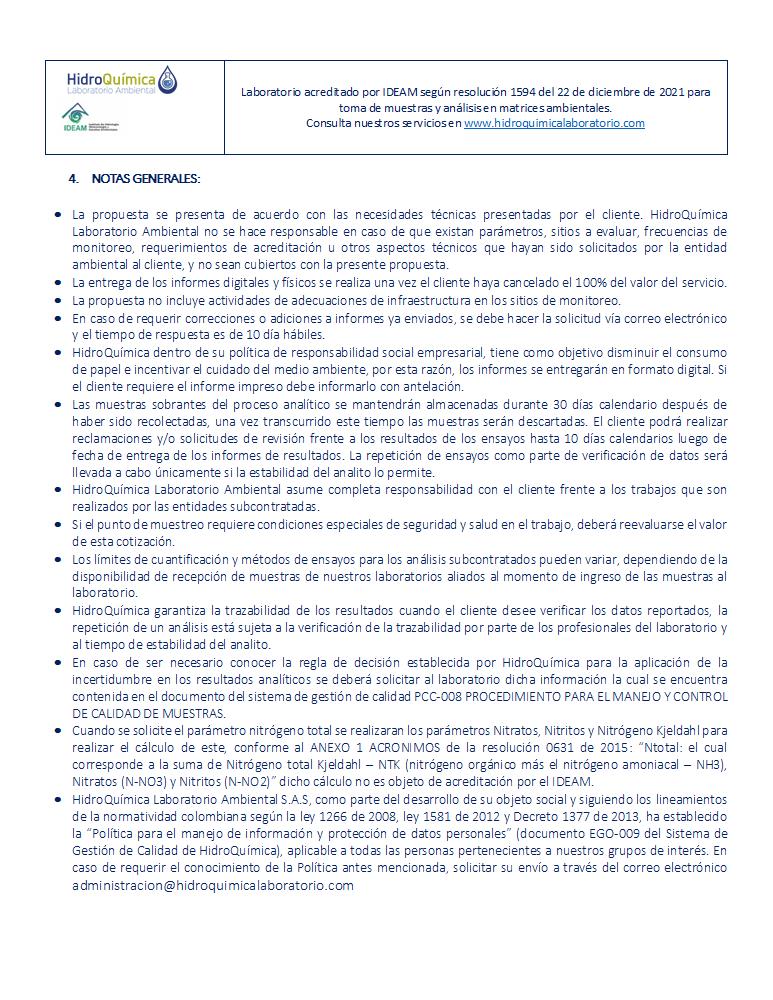 HidroQuímica
Laboratorio Ambiental
IDEAM
Laboratorio acreditado por IDEAM según resolución 1594 del 22 de diciembre de 2021 para
toma de muestras y análisis en matrices ambientales.
Consulta nuestros servicios en www.hidroquimicalaboratorio.com
4. NOTAS GENERALES:
• La propuesta se presenta de acuerdo con las necesidades técnicas presentadas por el cliente. HidroQuímica
Laboratorio Ambiental no se hace responsable en caso de que existan parámetros, sitios a evaluar, frecuencias de
monitoreo, requerimientos de acreditación u otros aspectos técnicos que hayan sido solicitados por la entidad
ambiental al cliente, y no sean cubiertos con la presente propuesta.
• La entrega de los informes digitales y físicos se realiza una vez el cliente haya cancelado el 100% del valor del servicio.
• La propuesta no incluye actividades de adecuaciones de infraestructura en los sitios de monitoreo.
• En caso de requerir correcciones o adiciones a informes ya enviados, se debe hacer la solicitud vía correo electrónico
y el tiempo de respuesta es de 10 día hábiles.
• HidroQuímica dentro de su política de responsabilidad social empresarial, tiene como objetivo disminuir el consumo
de papel e incentivar el cuidado del medio ambiente, por esta razón, los informes se entregarán en formato digital. Si
el cliente requiere el informe impreso debe informarlo con antelación.
• Las muestras sobrantes del proceso analítico se mantendrán almacenadas durante 30 días calendario después de
haber sido recolectadas, una vez transcurrido este tiempo las muestras serán descartadas. El cliente podrá realizar
reclamaciones y/o solicitudes de revisión frente a los resultados de los ensayos hasta 10 días calendarios luego de
fecha de entrega de los informes de resultados. La repetición de ensayos como parte de verificación de datos será
llevada a cabo únicamente si la estabilidad del analito lo permite.
• HidroQuímica Laboratorio Ambiental asume completa responsabilidad con el cliente frente a los trabajos que son
realizados por las entidades subcontratadas.
• Si el punto de muestreo requiere condiciones especiales de seguridad y salud en el trabajo, deberá reevaluarse el valor
de esta cotización.
• Los límites de cuantificación y métodos de ensayos para los análisis subcontratados pueden variar, dependiendo de la
disponibilidad de recepción de muestras de nuestros laboratorios aliados al momento de ingreso de las muestras al
laboratorio.
• HidroQuímica garantiza la trazabilidad de los resultados cuando el cliente desee verificar los datos reportados, la
repetición de un análisis está sujeta a la verificación de la trazabilidad por parte de los profesionales del laboratorio y
al tiempo de estabilidad del analito.
• En caso de ser necesario conocer la regla de decisión establecida por HidroQuímica para la aplicación de la
incertidumbre en los resultados analíticos se deberá solicitar al laboratorio dicha información la cual se encuentra
contenida en el documento del sistema de gestión de calidad PCC-008 PROCEDIMIENTO PARA EL MANEJO Y CONTROL
DE CALIDAD DE MUESTRAS.
• Cuando se solicite el parámetro nitrógeno total se realizaran los parámetros Nitratos, Nitritos y Nitrógeno Kjeldahl para
realizar el cálculo de este, conforme al ANEXO 1 ACRONIMOS de la resolución 0631 de 2015: “Ntotal: el cual
corresponde a la suma de Nitrógeno total Kjeldahl – NTK (nitrógeno orgánico más el nitrógeno amoniacal – NH3),
Nitratos (N-NO3) y Nitritos (N-NO2)” dicho cálculo no es objeto de acreditación por el IDEAM.
• HidroQuímica Laboratorio Ambiental S.A.S, como parte del desarrollo de su objeto social y siguiendo los lineamientos
de la normatividad colombiana según la ley 1266 de 2008, ley 1581 de 2012 y Decreto 1377 de 2013, ha establecido
la “Política para el manejo de información y protección de datos personales” (documento EGO-009 del Sistema de
Gestión de Calidad de HidroQuímica), aplicable a todas las personas pertenecientes a nuestros grupos de interés. En
caso de requerir el conocimiento de la Política antes mencionada, solicitar su envío a través del correo electrónico
administracion@hidroquimicalaboratorio.com